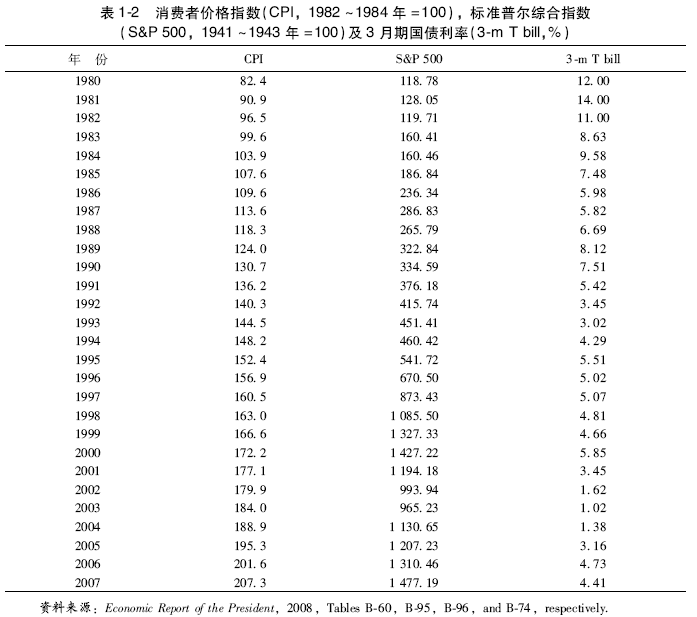 表 1-2 消费者价格指数(CPI, 1982 ~1984 年 =100), 标准普尔综合指数
(S&P 500, 1941 ~1943 年 =100)及 3 月期国债利率(3-m T bill,%)
年 份 CPI S&P 500 3-m T bill
1980 82. 4 118. 78 12. 00
1981 90. 9 128. 05 14. 00
1982 96. 5 119. 71 11. 00
1983 99. 6 160. 41 8. 63
1984 103. 9 160. 46 9. 58
1985 107. 6 186. 84 7. 48
1986 109. 6 236. 34 5. 98
1987 113. 6 286. 83 5. 82
1988 118. 3 265. 79 6. 69
1989 124. 0 322. 84 8. 12
1990 130. 7 334. 59 7. 51
1991 136. 2 376. 18 5. 42
1992 140. 3 415. 74 3. 45
1993 144. 5 451. 41 3. 02
1994 148. 2 460. 42 4. 29
1995 152. 4 541. 72 5. 51
1996 156. 9 670. 50 5. 02
1997 160. 5 873. 43 5. 07
1998 163. 0 1 085. 50 4. 81
1999 166. 6 1 327. 33 4. 66
2000 172. 2 1 427. 22 5. 85
2001 177. 1 1 194. 18 3. 45
2002 179. 9 993. 94 1. 62
2003 184. 0 965. 23 1. 02
2004 188. 9 1 130. 65 1. 38
2005 195. 3 1 207. 23 3. 16
2006 201. 6 1 310. 46 4. 73
2007 207. 3 1 477. 19 4. 41
资料来源: Economic Report of the President, 2008, Tables B-60, B-95, B-96, and B-74, respectively.